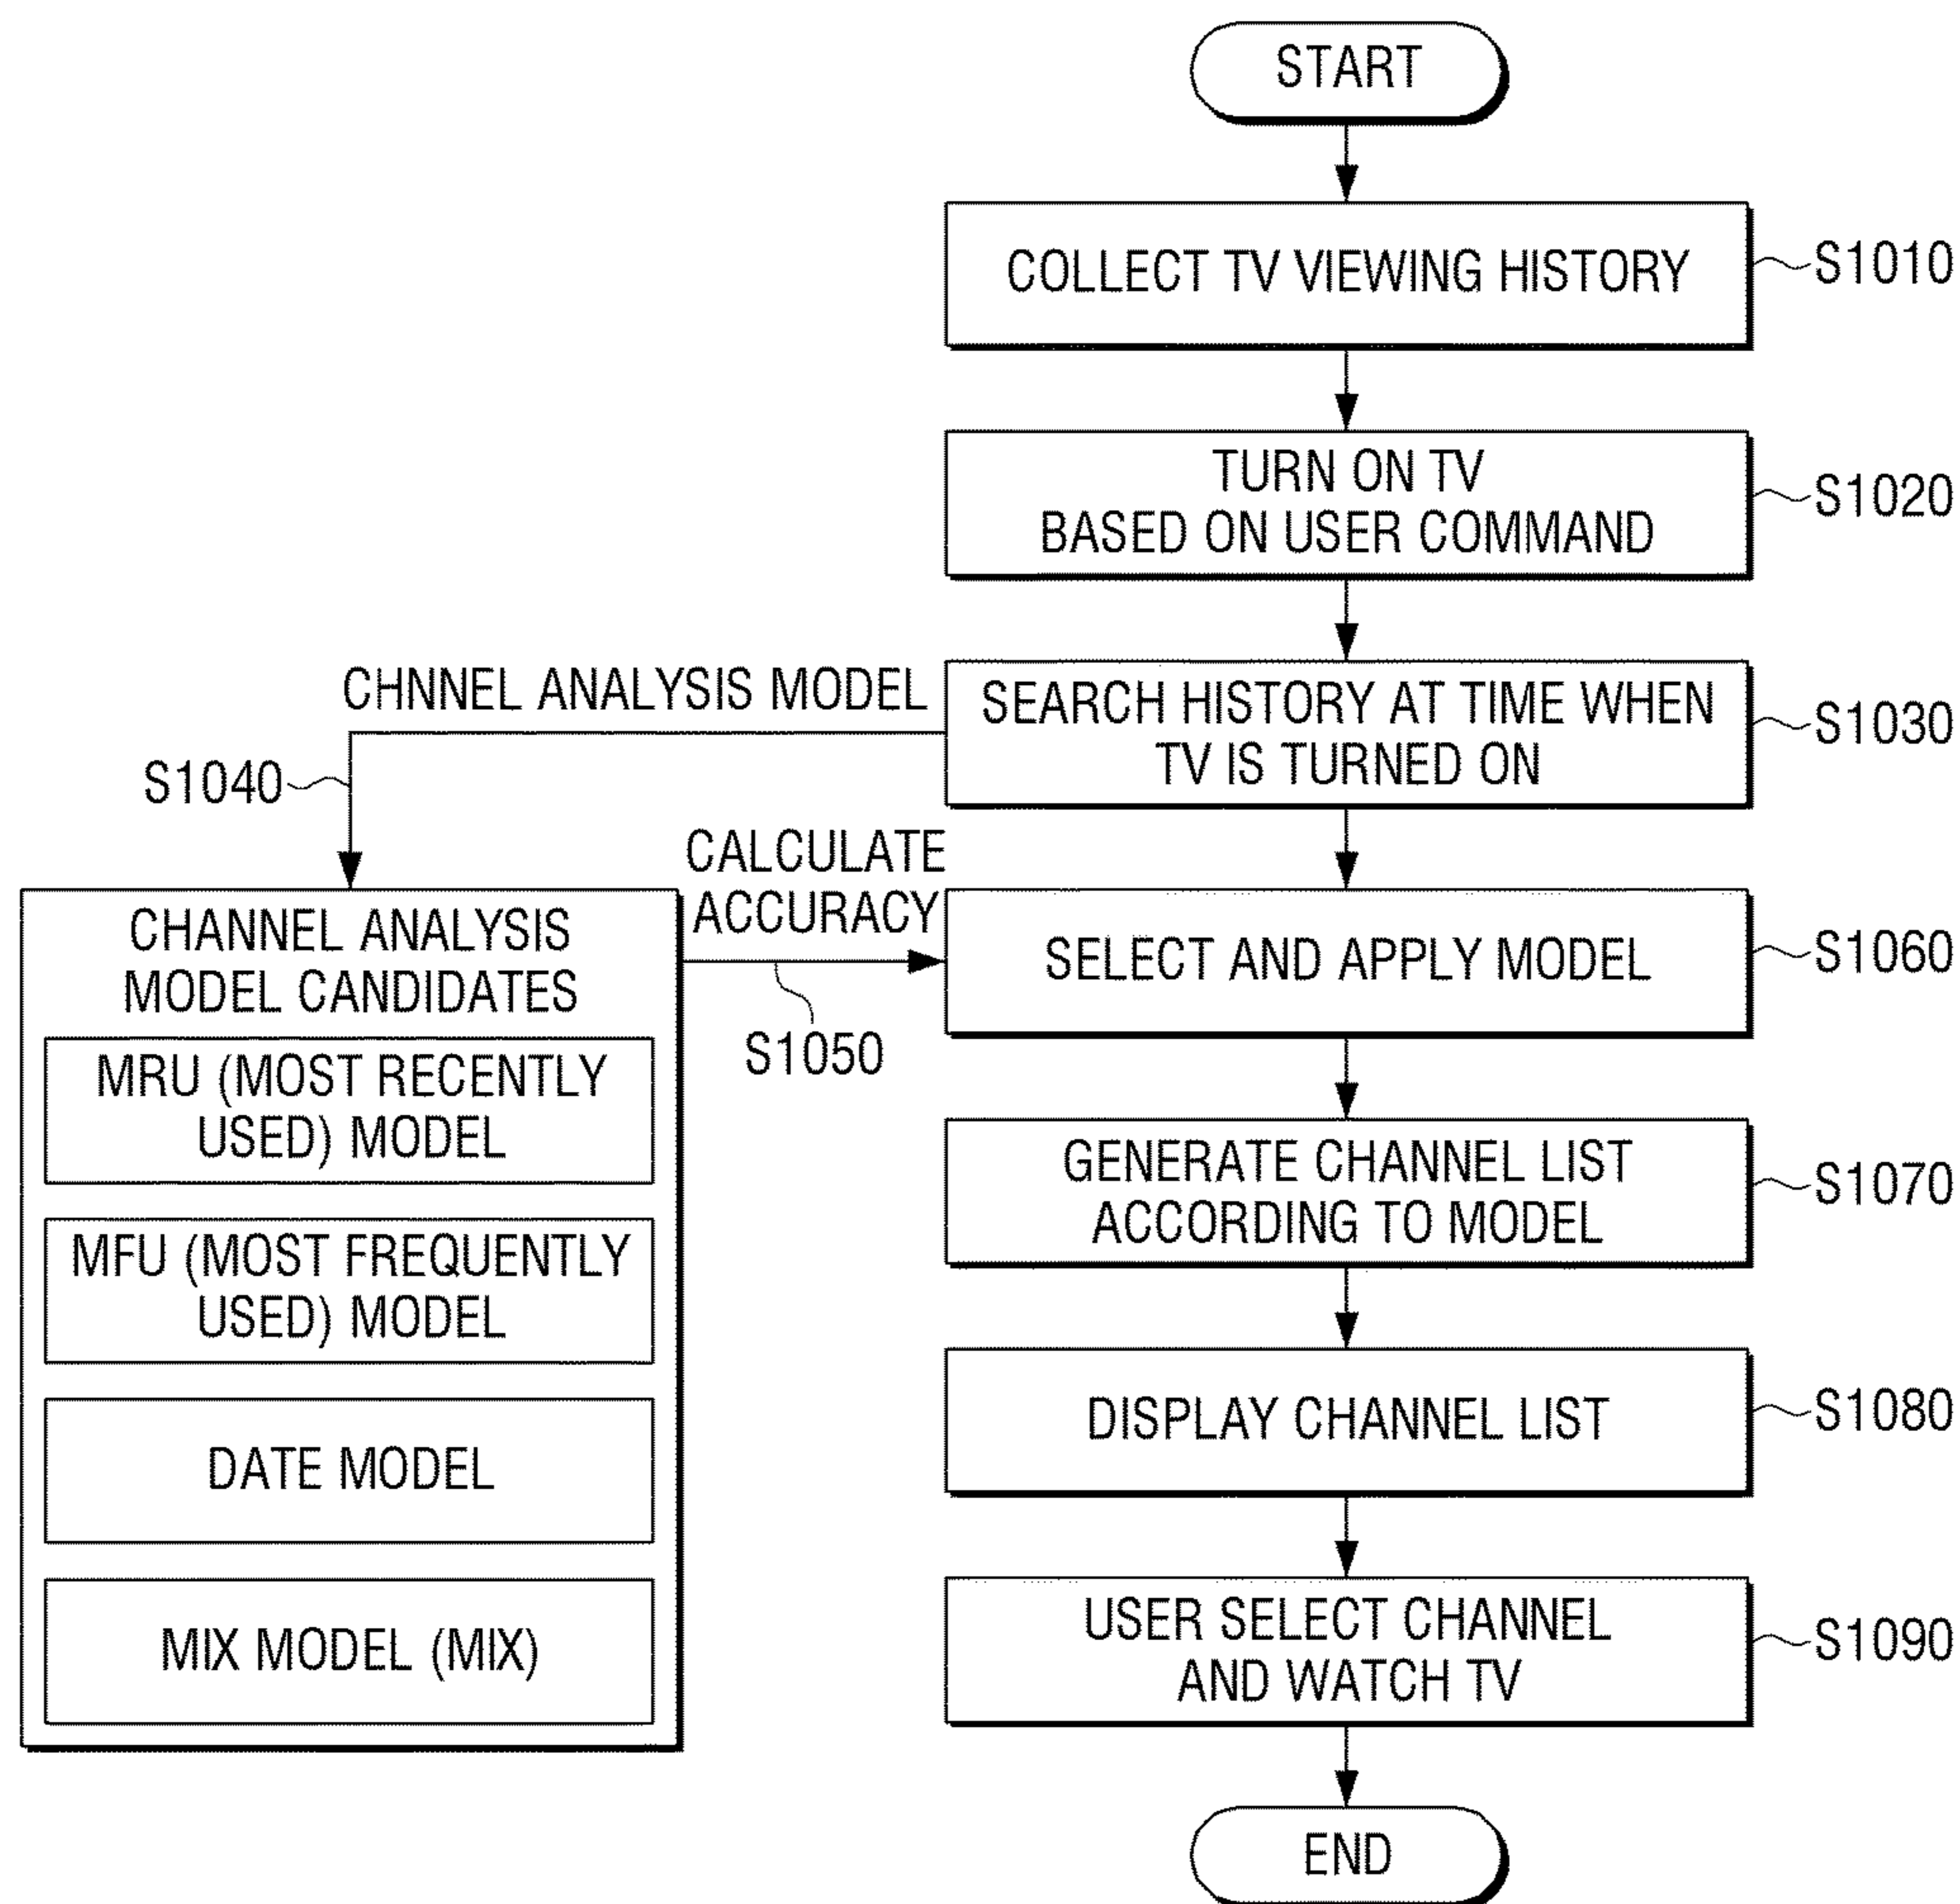 START
COLLECT TV VIEWING HISTORY
S1010
TURN ON TV
BASED ON USER COMMAND
S1020
CHNNEL ANALYSIS MODEL
SEARCH HISTORY AT TIME WHEN
TV IS TURNED ON
S1030
S1040
CALCULATE
ACCURACY
S1050
CHANNEL ANALYSIS
MODEL CANDIDATES
MRU (MOST RECENTLY
USED) MODEL
MFU (MOST FREQUENTLY
USED) MODEL
DATE MODEL
MIX MODEL (MIX)
SELECT AND APPLY MODEL
S1060
GENERATE CHANNEL LIST
ACCORDING TO MODEL
S1070
DISPLAY CHANNEL LIST
S1080
USER SELECT CHANNEL
AND WATCH TV
S1090
END